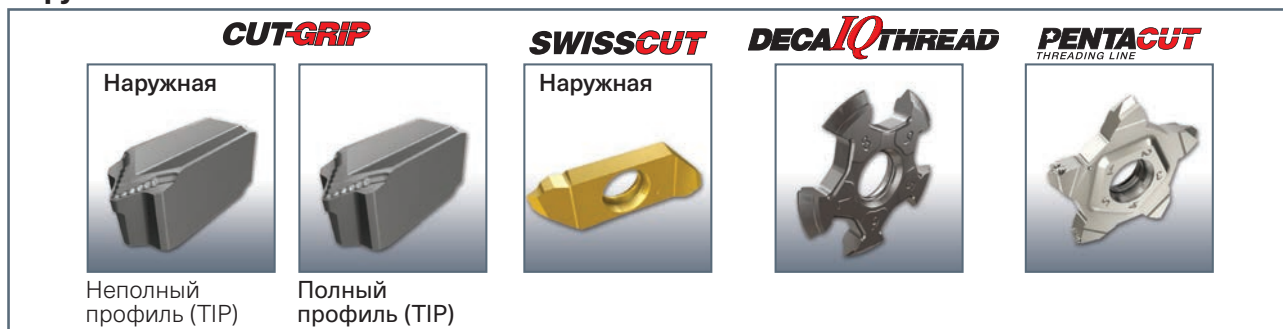 CUT-GRIP
SWISSCUT
DECAIQTHREAD
PENTACUT
THREADING LINE
Наружная
Наружная
Неполный
профиль (TIP)
Полный
профиль (TIP)